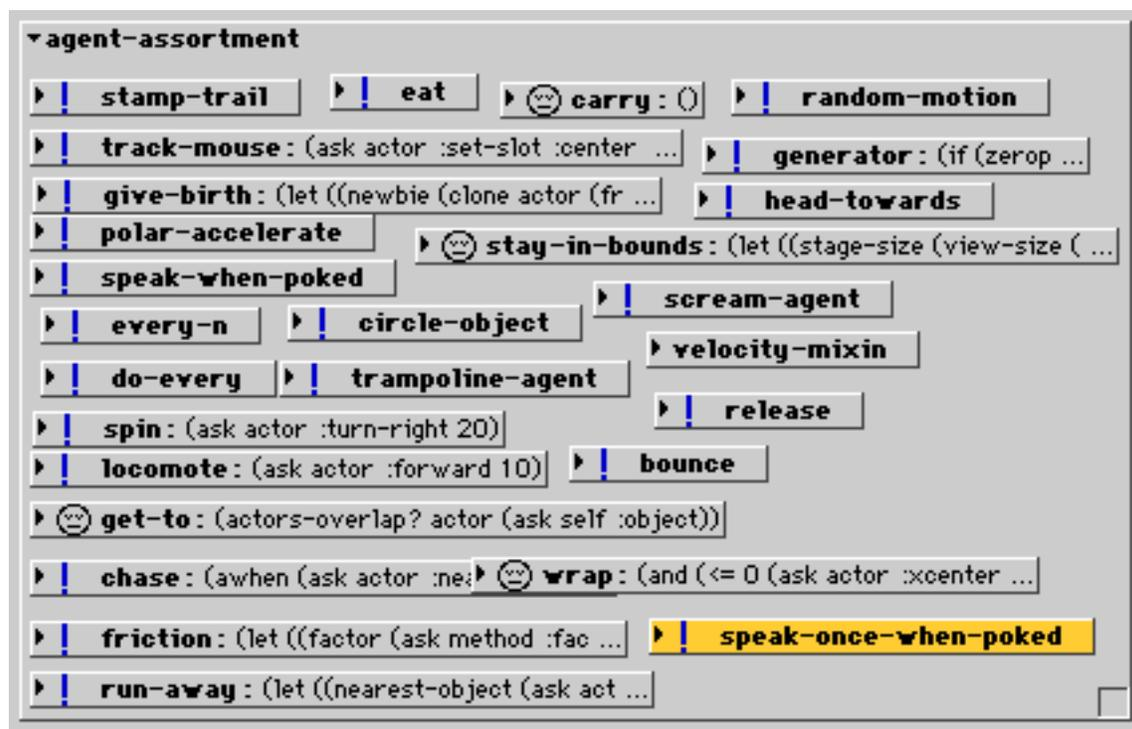 agent-assortment
! stamp-trail ! eat carry: () ! random-motion
! track-mouse: (ask actor :set-slot :center ... ! generator: (if (zerop ...
! give-birth: (let ((newbie (clone actor (fr ... ! head-towards
! polar-accelerate stay-in-bounds: (let ((stage-size (view-size ( ...
! speak-when-poked ! scream-agent
! every-n ! circle-object velocity-mixin
! do-every ! trampoline-agent
! release
! spin: (ask actor :turn-right 20)
! locomote: (ask actor :forward 10) ! bounce
get-to: (actors-overlap? actor (ask self :object))
! chase: (awhen (ask actor wrap: (and (<= 0 (ask actor :xcenter ...
! friction: (let ((factor (ask method :fac ... ! speak-once-when-poked
! run-away: (let ((nearest-object (ask act ...